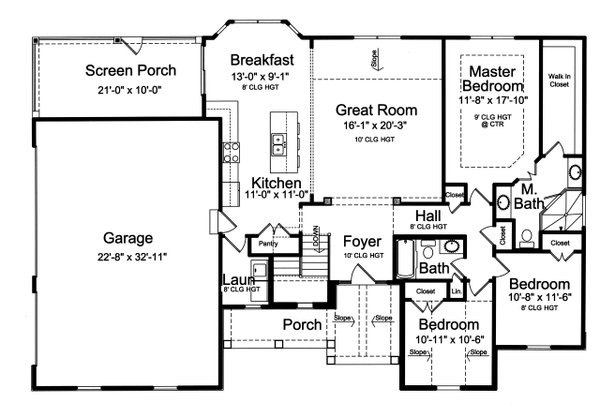 Screen Porch
21'-0" x 10'-0"
Breakfast
13'-0" x 9'-1"
8' CLG HGT
Slope
Great Room
16'-1" x 20'-3"
10' CLG HGT
Master
Bedroom
11'-8" x 17'-10"
9' CLG HGT
@ CTR
Walk In
Closet
Kitchen
11'-0" x 11'-0"
Closet
M.
Bath
Hall
8' CLG HGT
Closet
Closet
Garage
22'-8" x 32'-11"
Pantry
DOWN
Foyer
10' CLG HGT
Bath
Laun
8' CLG HGT
Closet
Lin.
Bedroom
10'-8" x 11'-6"
8' CLG HGT
Porch
Slope
Slope
Bedroom
10'-11" x 10'-6"
Slope
Slope